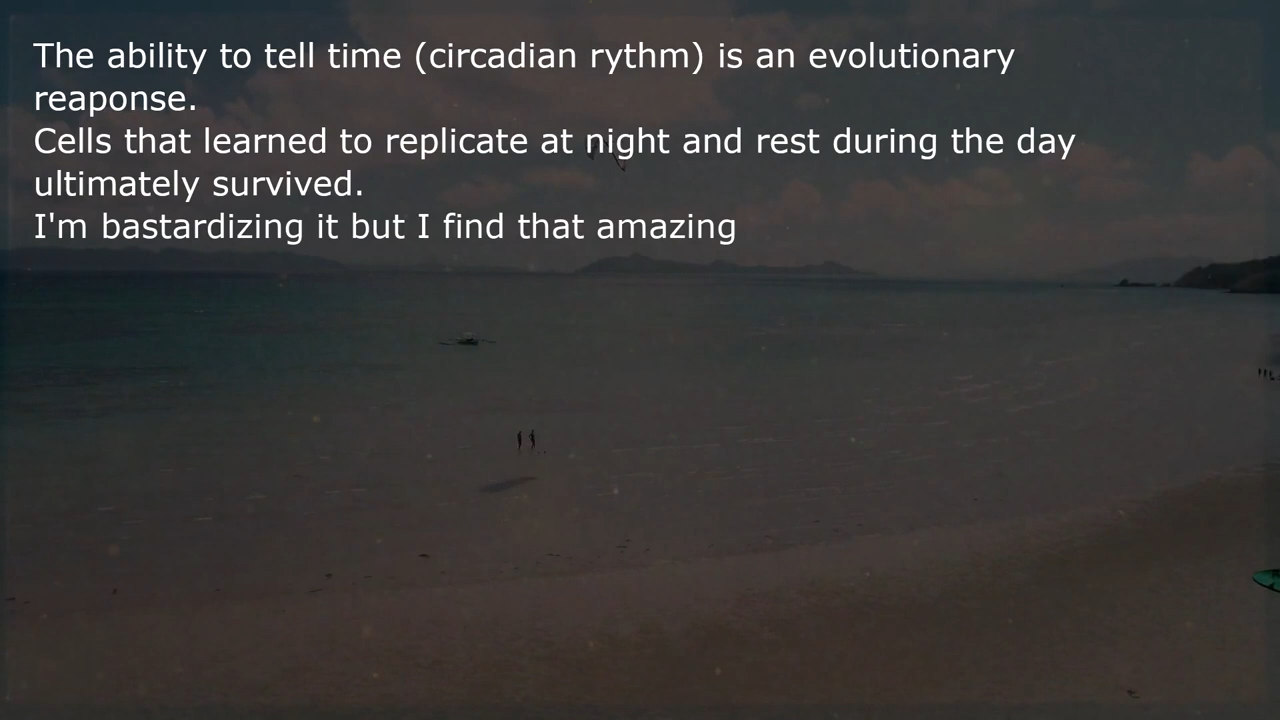 The ability to tell time (circadian rythm) is an evolutionary
reaponse.
Cells that learned to replicate at night and rest during the day
ultimately survived.
I'm bastardizing it but I find that amazing